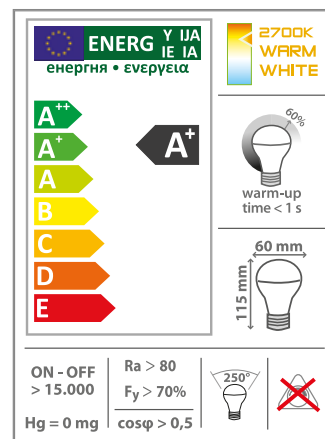 ENERG Y IJA
IE IA
енергия • ενεργεια
A++
A+
A
B
C
D
E
A+
2700K
WARM
WHITE
60%
warm-up
time < 1 s
60 mm
115 mm
ON - OFF
> 15.000
Hg = 0 mg
Ra > 80
Fy > 70%
cosφ > 0,5
250°